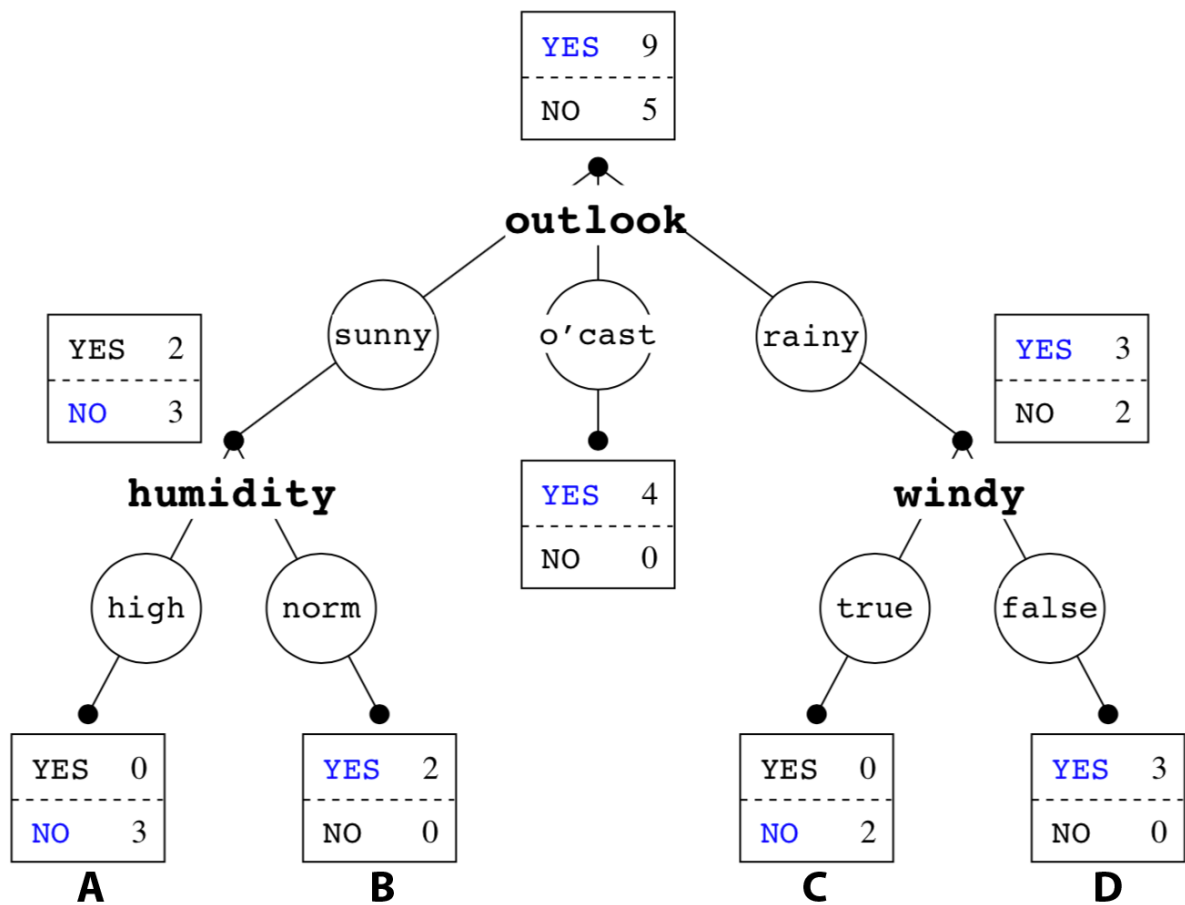 YES 9
NO 5
outlook
sunny
o'cast
rainy
YES 2
NO 3
YES 3
NO 2
humidity
YES 4
NO 0
windy
high
norm
true
false
YES 0
NO 3
YES 2
NO 0
YES 0
NO 2
YES 3
NO 0
A
B
C
D